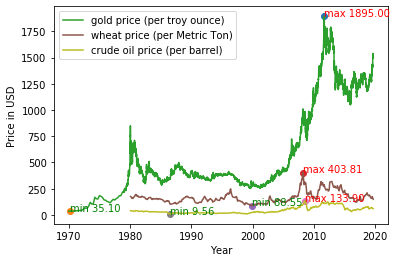 gold price (per troy ounce)
wheat price (per Metric Ton)
crude oil price (per barrel)
max 1895.00
max 403.81
max 133.90
min 35.10
min 9.56
min 88.55
Price in USD
1750
1500
1250
1000
750
500
250
0
1970
1980
1990
2000
2010
2020
Year